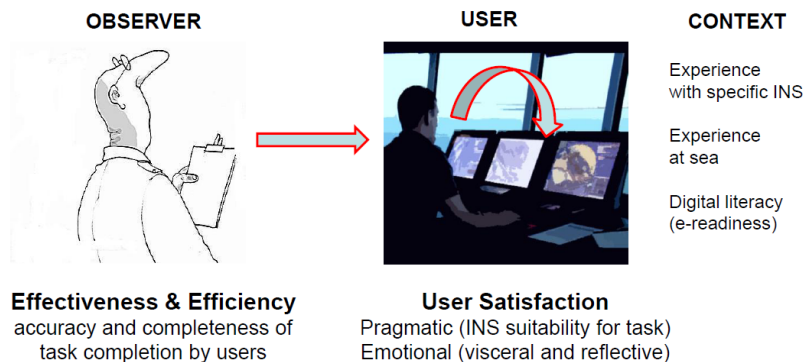 OBSERVER
USER
CONTEXT
Experience
with specific INS
Experience
at sea
Digital literacy
(e-readiness)
Effectiveness & Efficiency
accuracy and completeness of
task completion by users
User Satisfaction
Pragmatic (INS suitability for task)
Emotional (visceral and reflective)